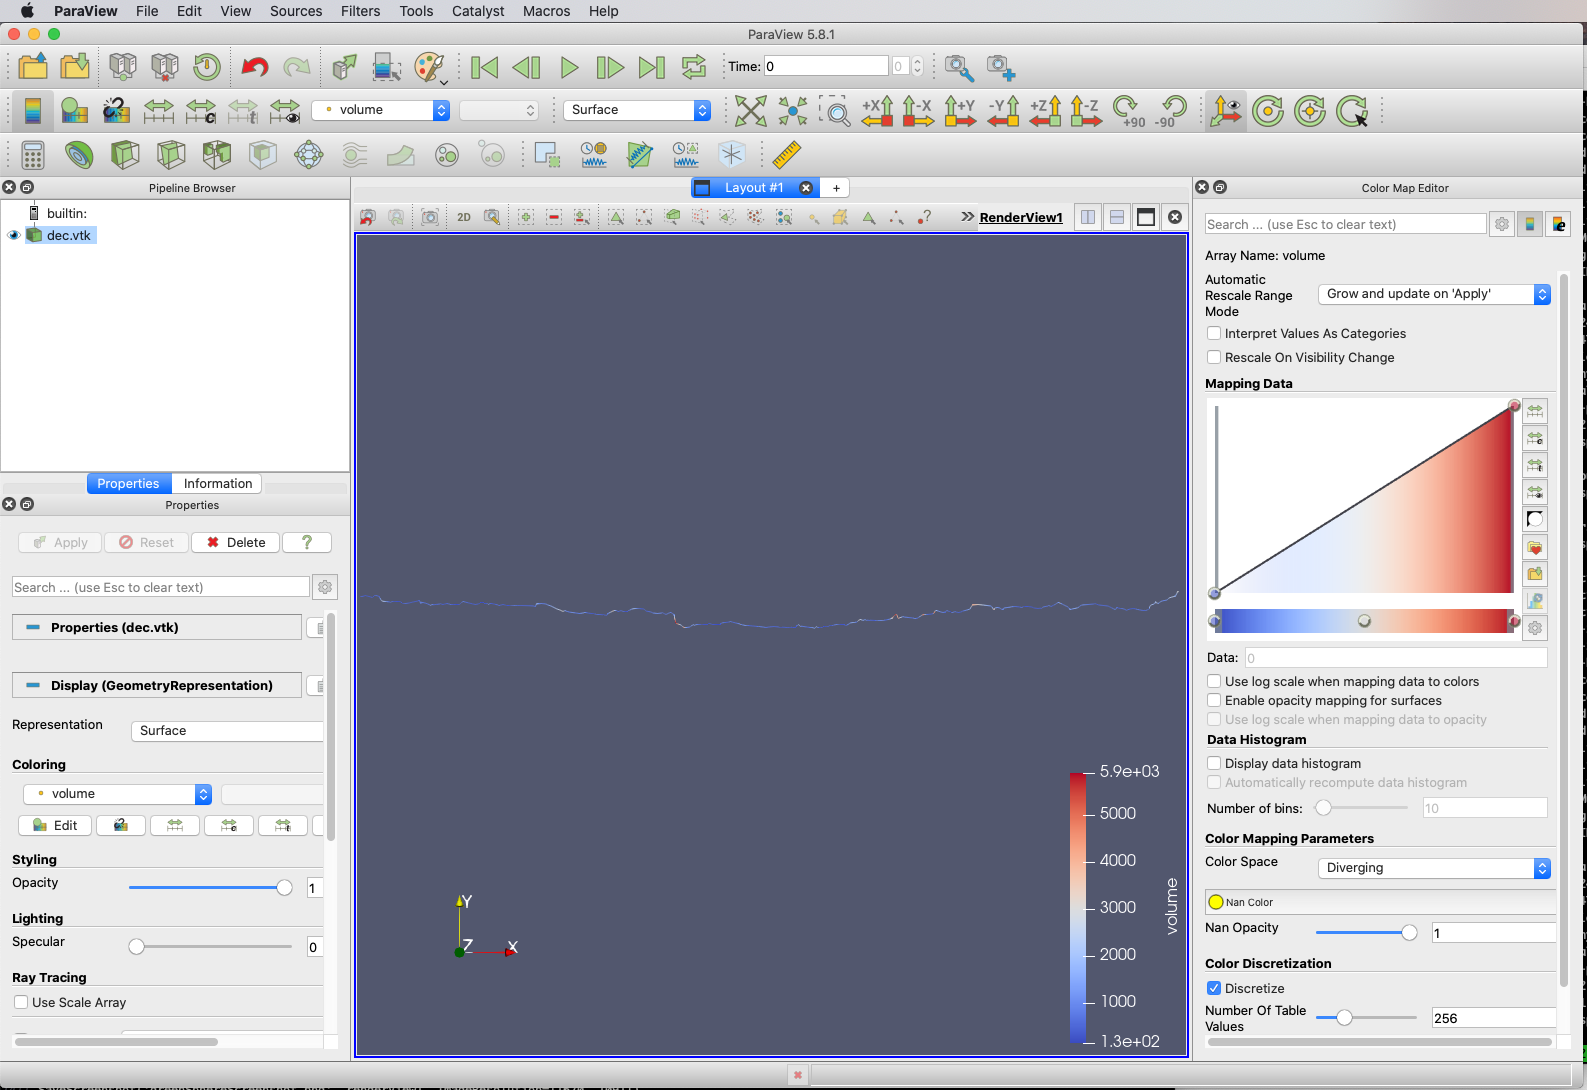 ParaView File Edit View Sources Filters Tools Catalyst Macros Help
ParaView 5.8.1
Time: 0 0
volume Surface +X -X +Y -Y +Z -Z +90 -90
Pipeline Browser
builtin:
dec.vtk
Properties Information
Properties
Apply Reset Delete ?
Search ... (use Esc to clear text)
Properties (dec.vtk)
Display (GeometryRepresentation)
Representation Surface
Coloring
volume
Edit
Styling
Opacity 1
Lighting
Specular 0
Ray Tracing
Use Scale Array
Layout #1 +
2D RenderView1
5.9e+03
5000
4000
3000
2000
1000
1.3e+02
volume
Y
Z X
Color Map Editor
Search ... (use Esc to clear text)
Array Name: volume
Automatic
Rescale Range
Mode
Grow and update on 'Apply'
Interpret Values As Categories
Rescale On Visibility Change
Mapping Data
Data: 0
Use log scale when mapping data to colors
Enable opacity mapping for surfaces
Use log scale when mapping data to opacity
Data Histogram
Display data histogram
Automatically recompute data histogram
Number of bins: 10
Color Mapping Parameters
Color Space Diverging
Nan Color
Nan Opacity 1
Color Discretization
Discretize
Number Of Table
Values
256